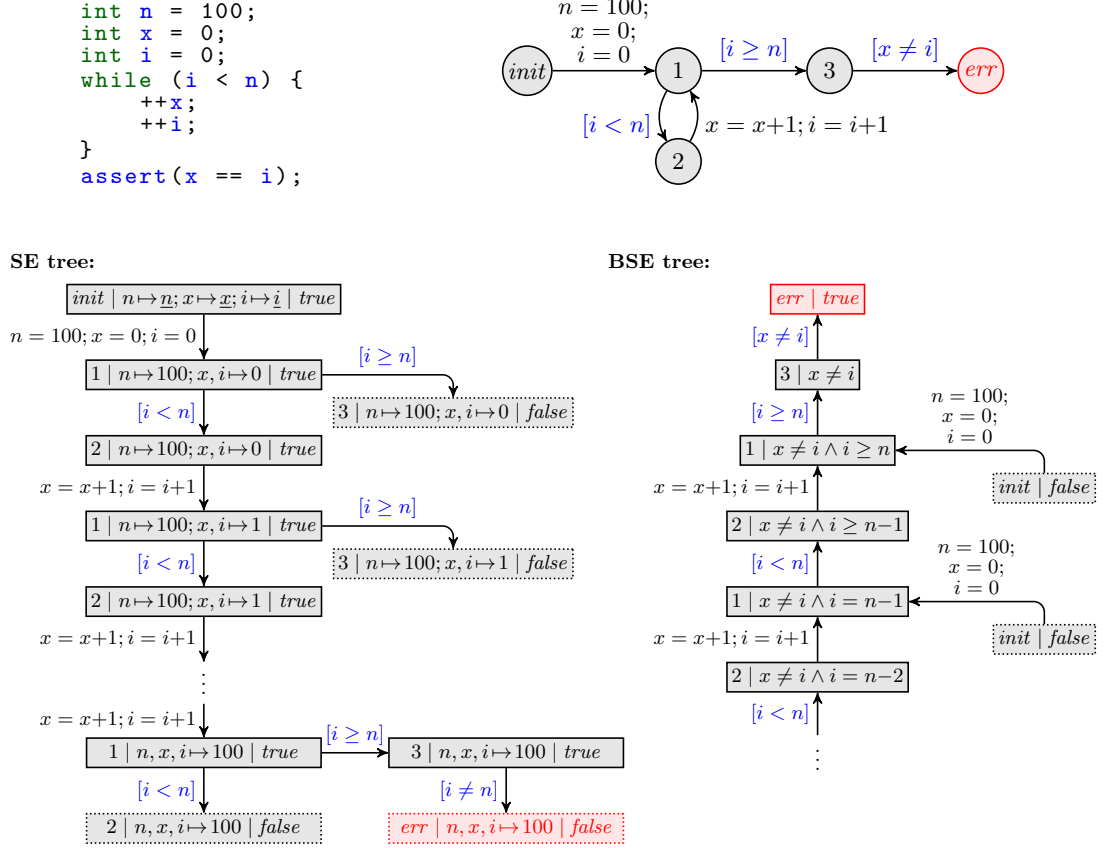 int n = 100;
int x = 0;
int i = 0;
while (i < n) {
++x;
++i;
}
assert(x == i);
n = 100;
x = 0;
i = 0
init
1
[i ≥ n]
3
[x ≠ i]
err
[i < n]
x = x+1; i = i+1
2
SE tree:
init | n↦n; x↦x; i↦i | true
n = 100; x = 0; i = 0
1 | n↦100; x, i↦0 | true
[i ≥ n]
3 | n↦100; x, i↦0 | false
[i < n]
2 | n↦100; x, i↦0 | true
x = x+1; i = i+1
1 | n↦100; x, i↦1 | true
[i ≥ n]
3 | n↦100; x, i↦1 | false
[i < n]
2 | n↦100; x, i↦1 | true
x = x+1; i = i+1
⋮
x = x+1; i = i+1
1 | n, x, i↦100 | true
[i ≥ n]
3 | n, x, i↦100 | true
[i < n]
[i ≠ n]
2 | n, x, i↦100 | false
err | n, x, i↦100 | false
BSE tree:
err | true
[x ≠ i]
3 | x ≠ i
[i ≥ n]
n = 100;
x = 0;
i = 0
1 | x ≠ i ∧ i ≥ n
init | false
x = x+1; i = i+1
2 | x ≠ i ∧ i ≥ n−1
[i < n]
n = 100;
x = 0;
i = 0
1 | x ≠ i ∧ i = n−1
init | false
x = x+1; i = i+1
2 | x ≠ i ∧ i = n−2
[i < n]
⋮